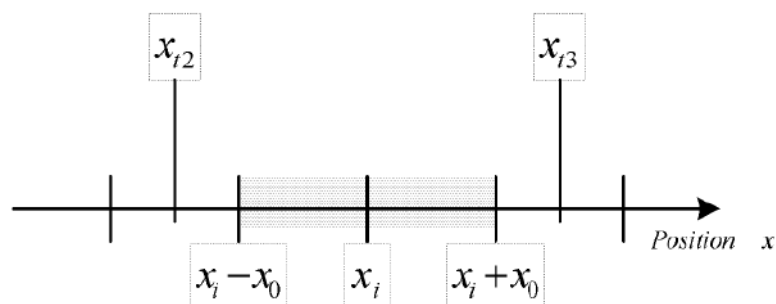 x_{t2} x_{t3}
x_i − x_0 x_i x_i + x_0
Position x